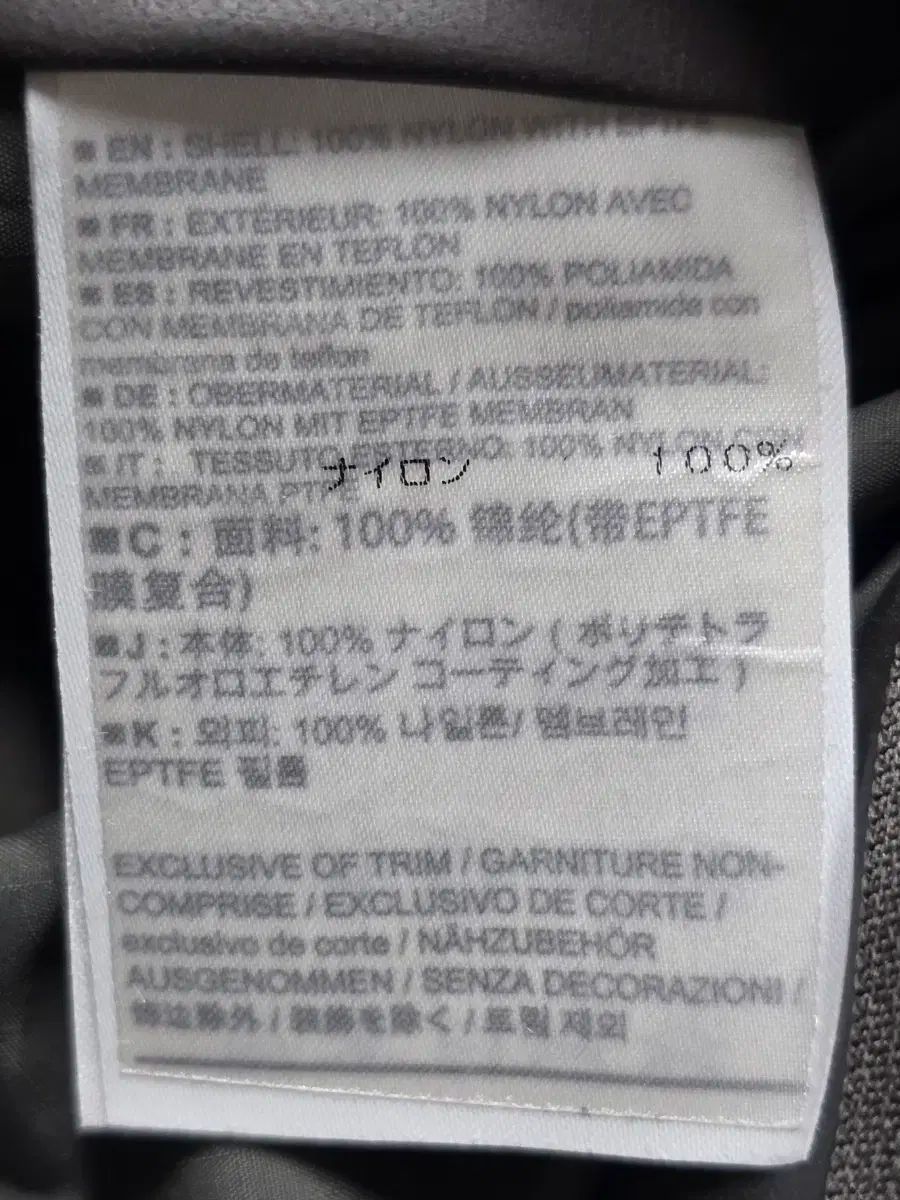 ■ EN : SHELL: 100% NYLON WITH EPTFE
MEMBRANE
■ FR : EXTÉRIEUR: 100% NYLON AVEC
MEMBRANE EN TEFLON
■ ES : REVESTIMIENTO: 100% POLIAMIDA
CON MEMBRANA DE TEFLON / poliamide con
membrana de teflon
■ DE : OBERMATERIAL / AUSSEUMATERIAL:
100% NYLON MIT EPTFE MEMBRAN
■ IT : TESSUTO ESTERNO: 100% NYLON CON
ナイロン 100%
MEMBRANA PTFE
■ C : 面料: 100% 锦纶(带EPTFE
膜复合)
■ J : 本体: 100% ナイロン ( ポリテトラ
フルオロエチレン コーティング加工 )
■ K : 외피: 100% 나일론/ 멤브레인
EPTFE 필름
EXCLUSIVE OF TRIM / GARNITURE NON-
COMPRISE / EXCLUSIVO DE CORTE /
exclusivo de corte / NÄHZUBEHÖR
AUSGENOMMEN / SENZA DECORAZIONI /
饰边除外 / 装飾を除く / 트림 제외